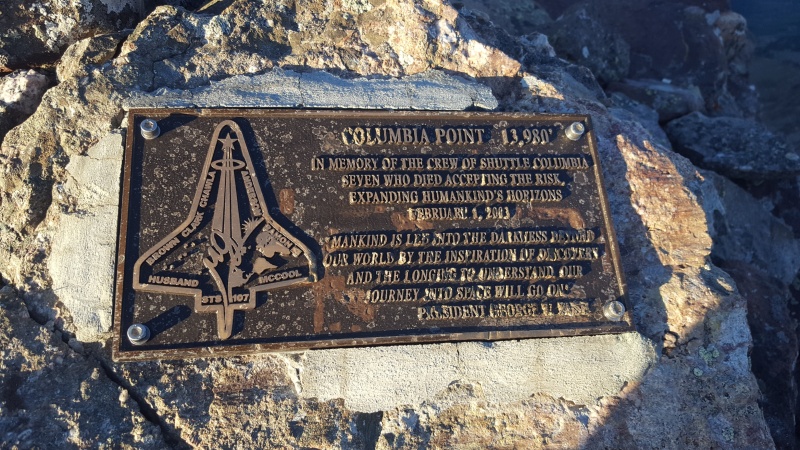 COLUMBIA POINT 13,980'
IN MEMORY OF THE CREW OF SHUTTLE COLUMBIA
SEVEN WHO DIED ACCEPTING THE RISK,
EXPANDING HUMANKIND'S HORIZONS
FEBRUARY 1, 2003
"MANKIND IS LED INTO THE DARKNESS BEYOND
OUR WORLD BY THE INSPIRATION OF DISCOVERY
AND THE LONGING TO UNDERSTAND. OUR
JOURNEY INTO SPACE WILL GO ON"
PRESIDENT GEORGE W. BUSH
BROWN CLARK CHAWLA
ANDERSON RAMON
HUSBAND
MCCOOL
STS 107